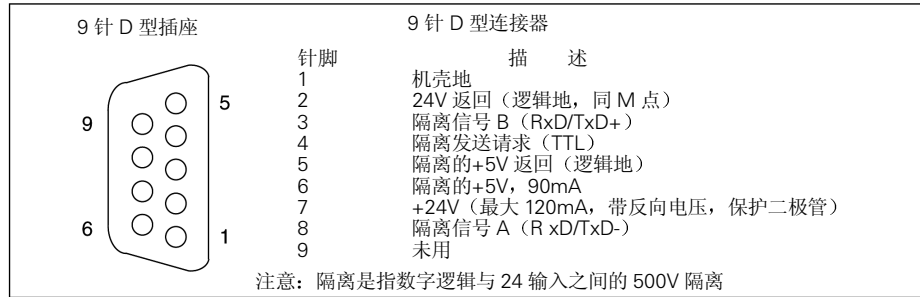 9 针 D 型插座
9 针 D 型连接器
针脚 描 述
1 机壳地
2 24V 返回（逻辑地，同 M 点）
3 隔离信号 B（RxD/TxD+）
4 隔离发送请求（TTL）
5 隔离的+5V 返回（逻辑地）
6 隔离的+5V，90mA
7 +24V（最大 120mA，带反向电压，保护二极管）
8 隔离信号 A（R xD/TxD-）
9 未用
5
9
6
1
注意：隔离是指数字逻辑与 24 输入之间的 500V 隔离